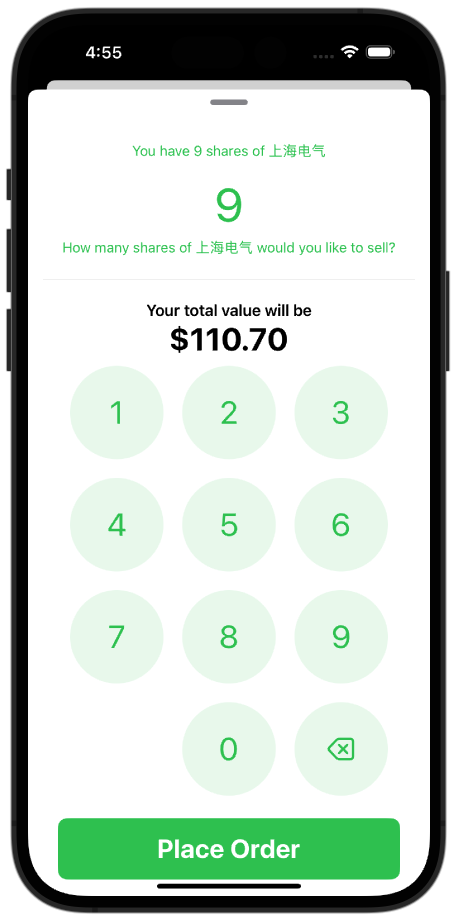 4:55
You have 9 shares of 上海电气
9
How many shares of 上海电气 would you like to sell?
Your total value will be
$110.70
1 2 3
4 5 6
7 8 9
0
Place Order